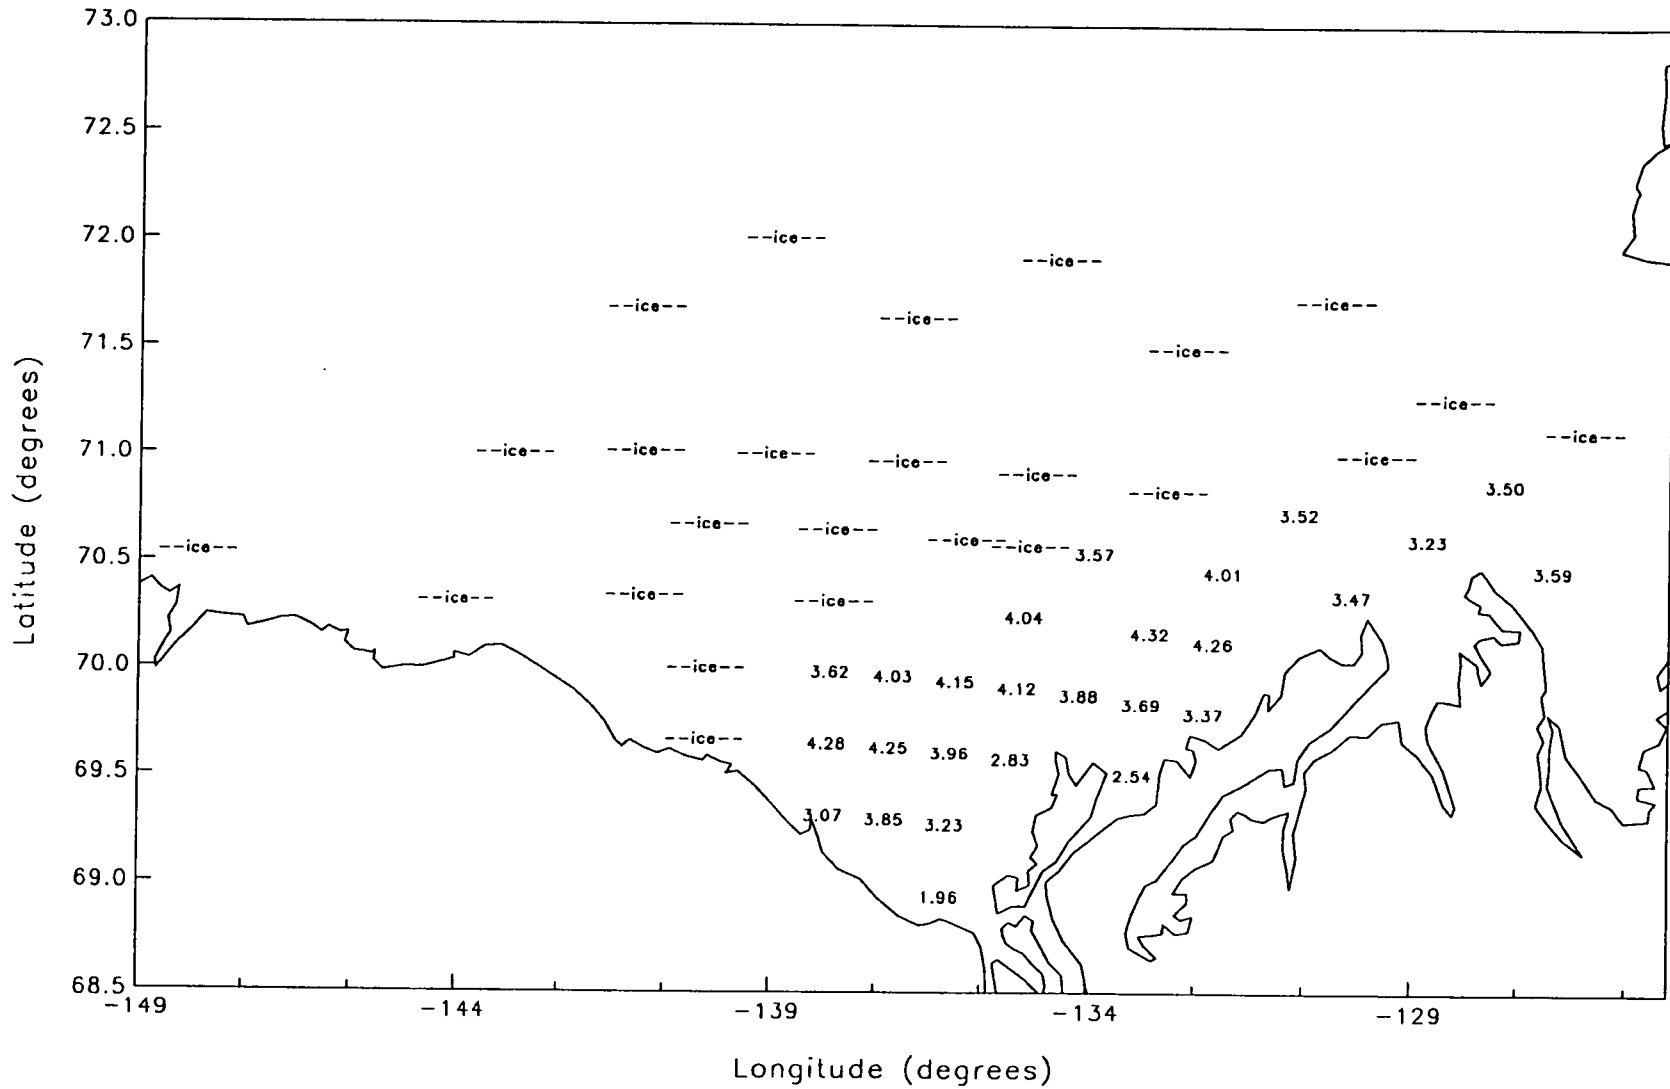 73.0
72.5
72.0
71.5
71.0
70.5
70.0
69.5
69.0
68.5
Latitude (degrees)
--ice--
--ice--
--ice--
--ice--
--ice--
--ice--
--ice--
--ice--
--ice-- --ice-- --ice-- --ice-- --ice-- --ice-- --ice--
3.50
3.52
--ice-- --ice-- --ice-- --ice-- 3.57 3.23
--ice--
4.01 3.59
--ice-- --ice-- --ice-- 3.47
4.04 4.32 4.26
--ice-- 3.62 4.03 4.15 4.12 3.88 3.69 3.37
--ice-- 4.28 4.25 3.96 2.83 2.54
3.07 3.85 3.23
1.96
-149 -144 -139 -134 -129
Longitude (degrees)